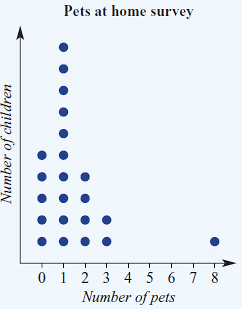 Pets at home survey
Number of children
0 1 2 3 4 5 6 7 8
Number of pets